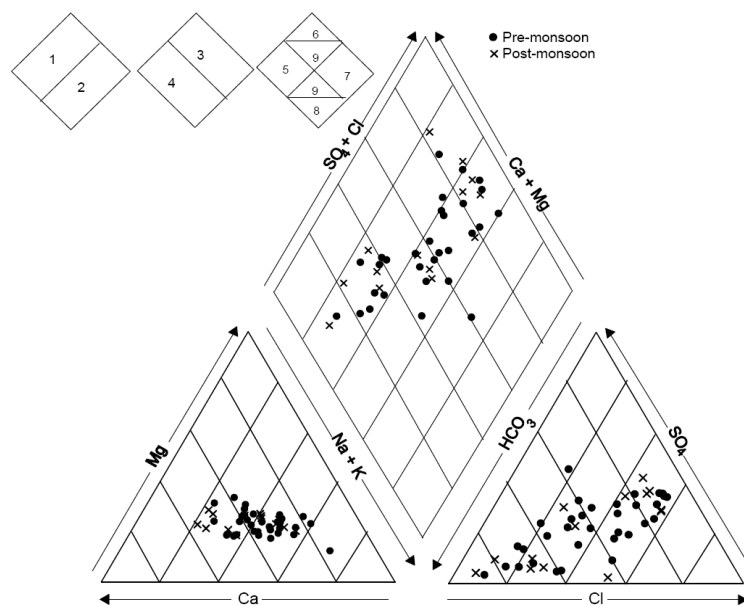 6
1
3
9
5
7
4
2
9
8
● Pre-monsoon
× Post-monsoon
SO4 + Cl
Ca + Mg
Mg
Na + K
HCO3
SO4
Ca
Cl